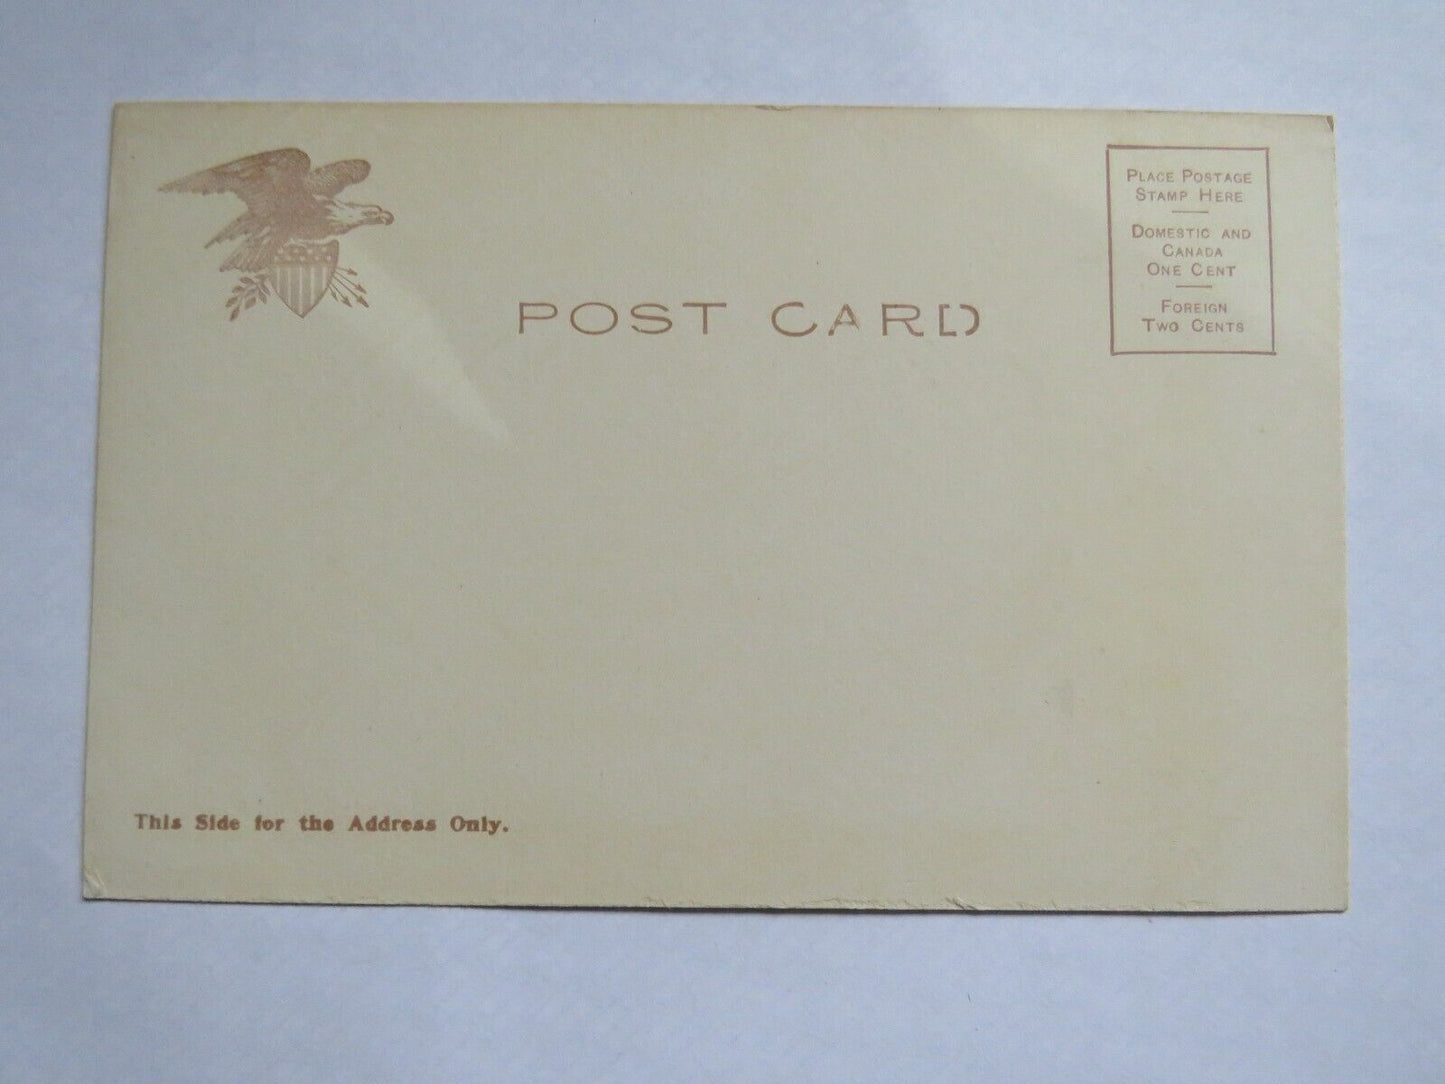 PLACE POSTAGE
STAMP HERE
DOMESTIC AND
CANADA
ONE CENT
FOREIGN
TWO CENTS
POST CARD
This Side for the Address Only.